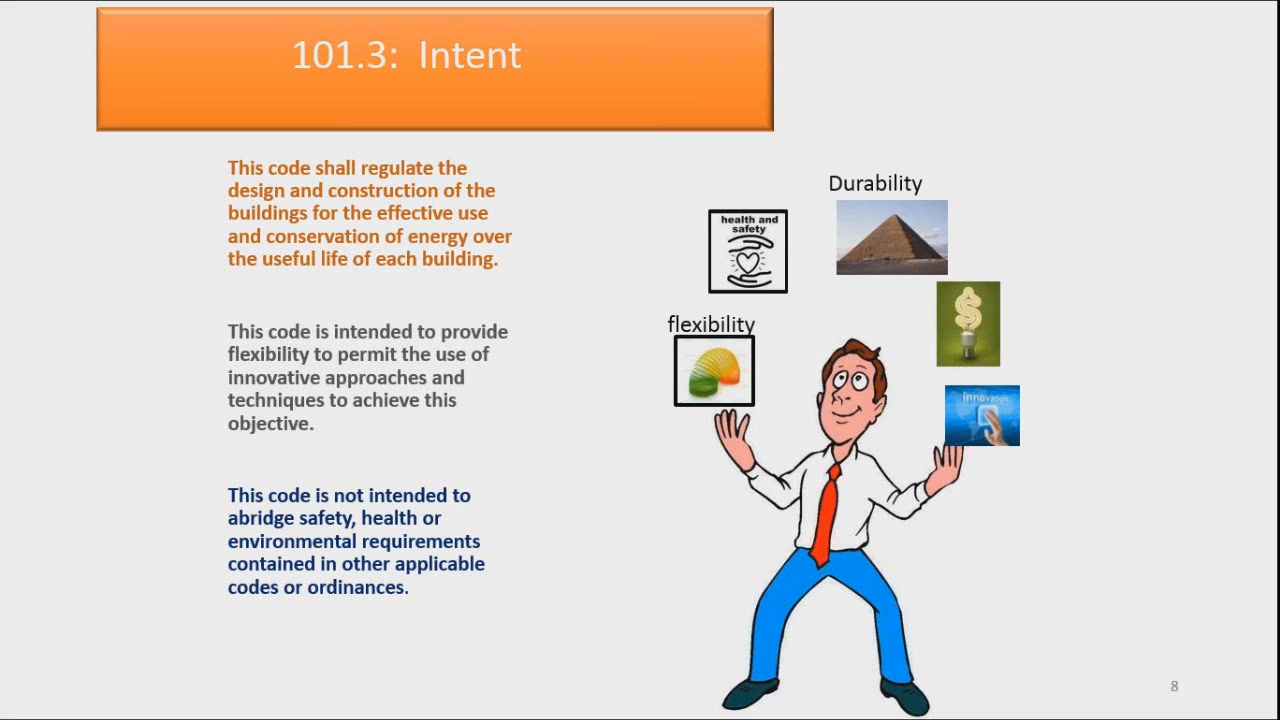 101.3:  Intent
This code shall regulate the
design and construction of the
buildings for the effective use
and conservation of energy over
the useful life of each building.
This code is intended to provide
flexibility to permit the use of
innovative approaches and
techniques to achieve this
objective.
This code is not intended to
abridge safety, health or
environmental requirements
contained in other applicable
codes or ordinances.
Durability
health and
safety
$
flexibility
innovation
8